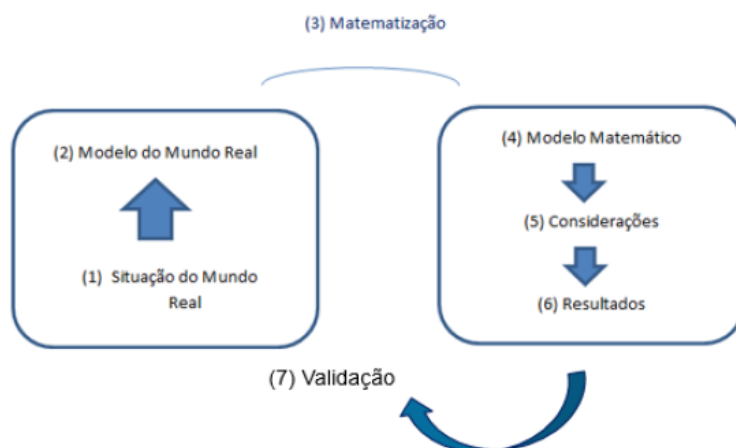 (3) Matematização
(2) Modelo do Mundo Real
(1) Situação do Mundo
Real
(4) Modelo Matemático
(5) Considerações
(6) Resultados
(7) Validação